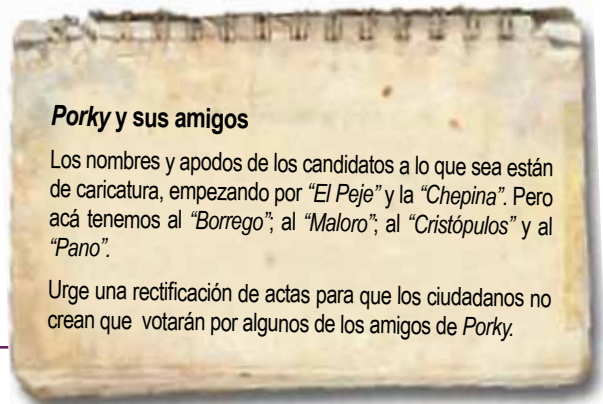 Porky y sus amigos
Los nombres y apodos de los candidatos a lo que sea están
de caricatura, empezando por “El Peje” y la “Chepina”. Pero
acá tenemos al “Borrego”; al “Maloro”; al “Cristópulos” y al
“Pano”.
Urge una rectificación de actas para que los ciudadanos no
crean que votarán por algunos de los amigos de Porky.